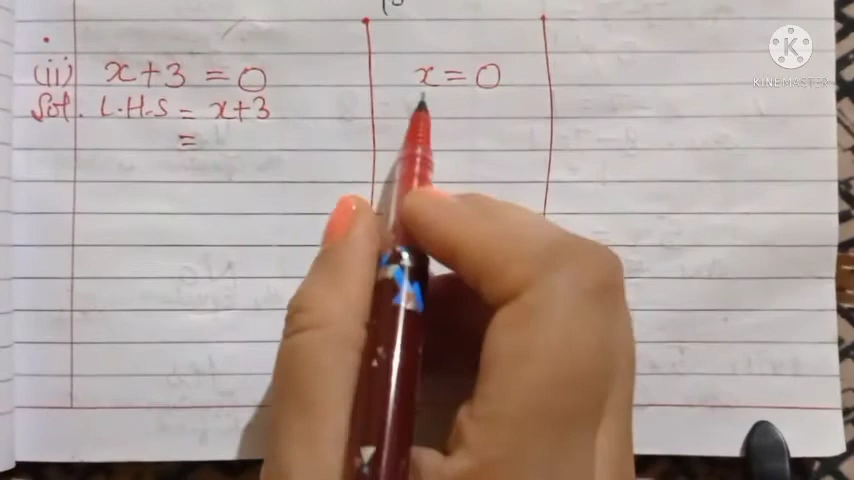 (ii) x+3 = 0
x = 0
Sol. L.H.S = x+3
=
K
KINEMASTER